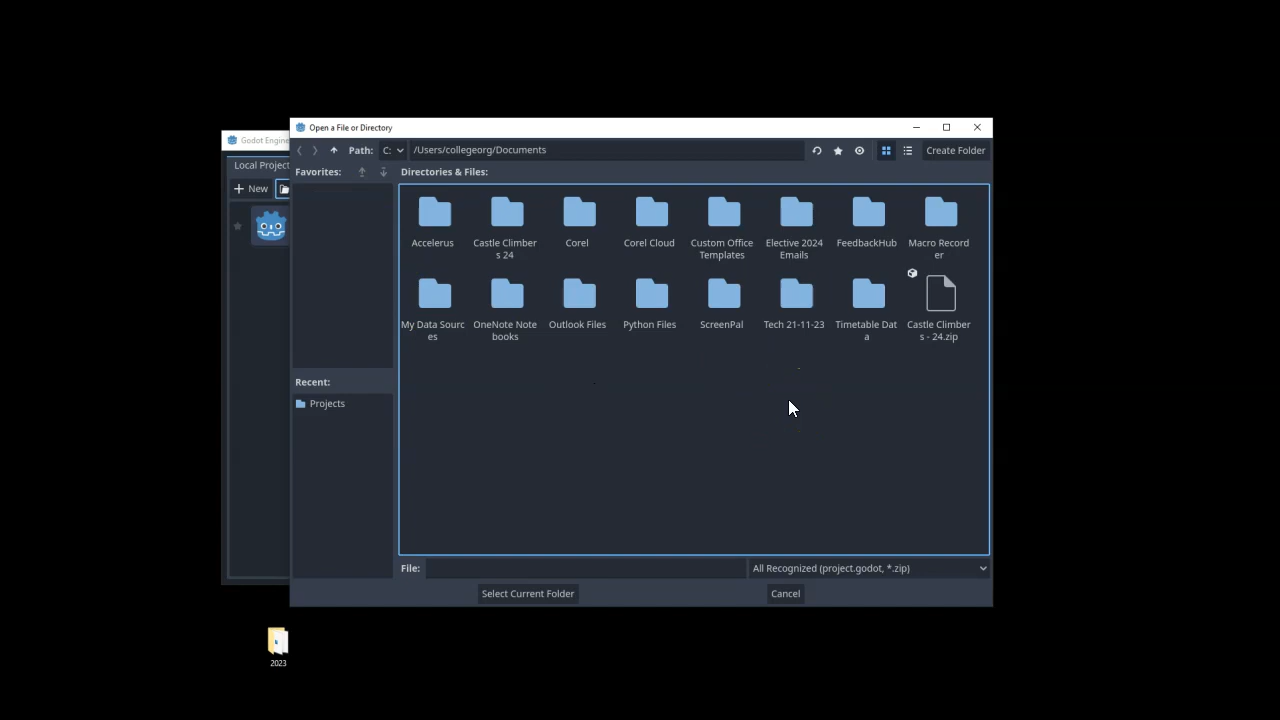 Open a File or Directory
Godot Engine
Path:
C:
/Users/collegeorg/Documents
Create Folder
Local Project
Favorites:
Directories & Files:
New
Accelerus
Castle Climber
s 24
Corel
Corel Cloud
Custom Office
Templates
Elective 2024
Emails
FeedbackHub
Macro Record
er
My Data Sourc
es
OneNote Note
books
Outlook Files
Python Files
ScreenPal
Tech 21-11-23
Timetable Dat
a
Castle Climber
s - 24.zip
Recent:
Projects
File:
All Recognized (project.godot, *.zip)
Select Current Folder
Cancel
2023